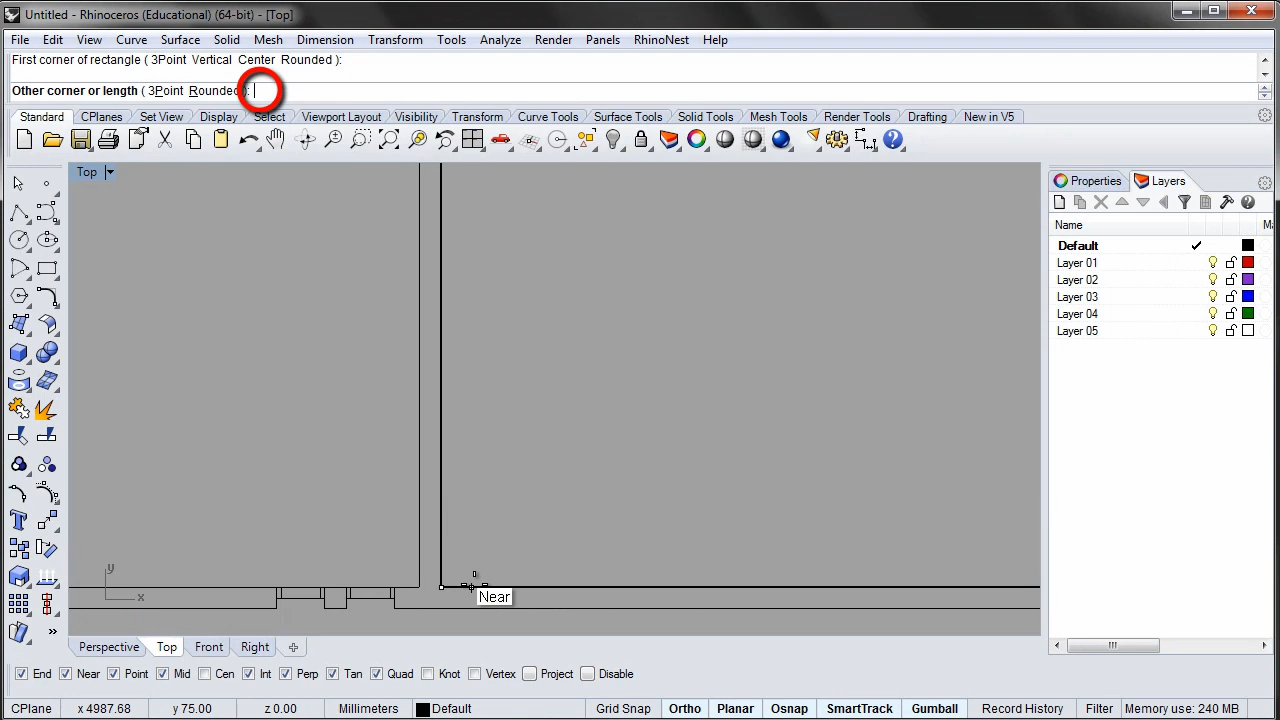 Untitled - Rhinoceros (Educational) (64-bit) - [Top]
File Edit View Curve Surface Solid Mesh Dimension Transform Tools Analyze Render Panels RhinoNest Help
First corner of rectangle ( 3Point Vertical Center Rounded ):
Other corner or length ( 3Point Rounded ):
Standard CPlanes Set View Display Select Viewport Layout Visibility Transform Curve Tools Surface Tools Solid Tools Mesh Tools Render Tools Drafting New in V5
Top
Properties Layers
Name
Default
Layer 01
Layer 02
Layer 03
Layer 04
Layer 05
y
x
Near
Perspective Top Front Right
End Near Point Mid Cen Int Perp Tan Quad Knot Vertex Project Disable
CPlane x 4987.68 y 75.00 z 0.00 Millimeters Default Grid Snap Ortho Planar Osnap SmartTrack Gumball Record History Filter Memory use: 240 MB